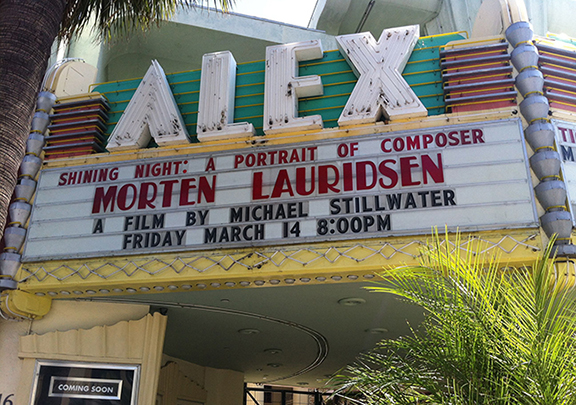 ALEX
SHINING NIGHT: A PORTRAIT OF COMPOSER
MORTEN LAURIDSEN
A FILM BY MICHAEL STILLWATER
FRIDAY MARCH 14 8:00PM
COMING SOON